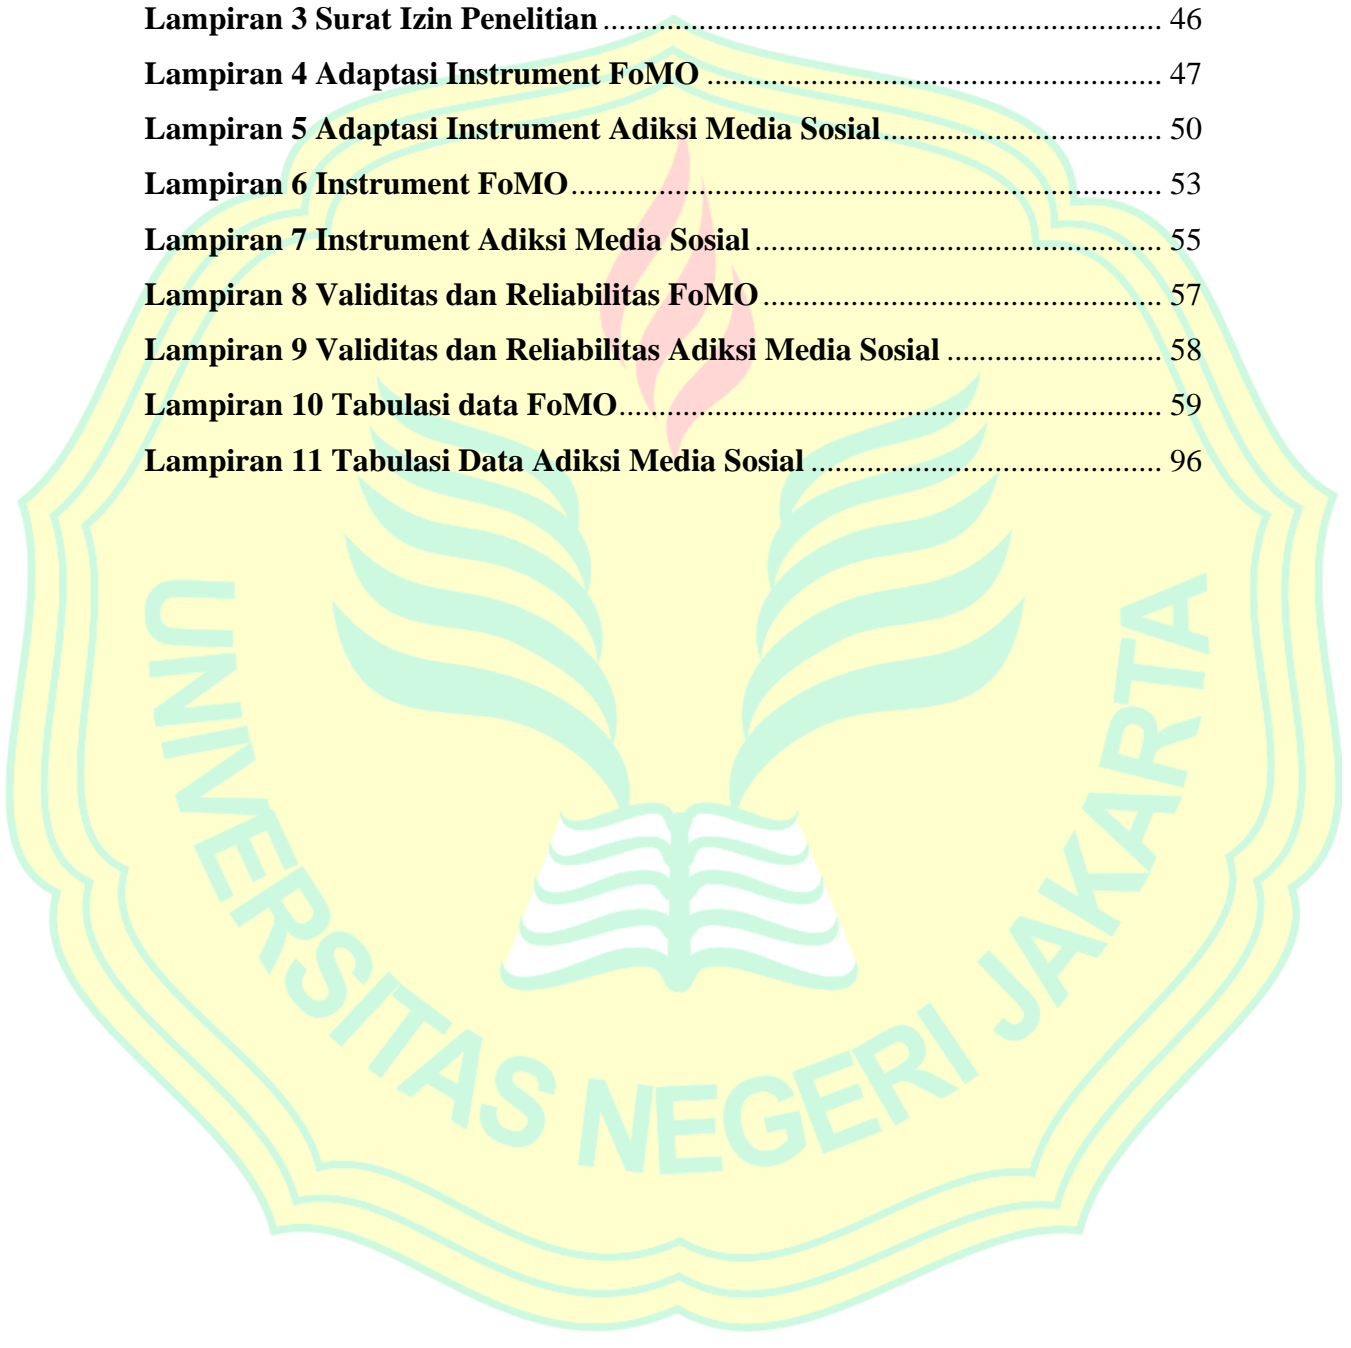 Lampiran 3 Surat Izin Penelitian ........................................................................ 46
Lampiran 4 Adaptasi Instrument FoMO .......................................................... 47
Lampiran 5 Adaptasi Instrument Adiksi Media Sosial ................................... 50
Lampiran 6 Instrument FoMO ........................................................................... 53
Lampiran 7 Instrument Adiksi Media Sosial .................................................... 55
Lampiran 8 Validitas dan Reliabilitas FoMO ................................................... 57
Lampiran 9 Validitas dan Reliabilitas Adiksi Media Sosial ............................ 58
Lampiran 10 Tabulasi data FoMO ..................................................................... 59
Lampiran 11 Tabulasi Data Adiksi Media Sosial ............................................. 96
UNIVERSITAS NEGERI JAKARTA